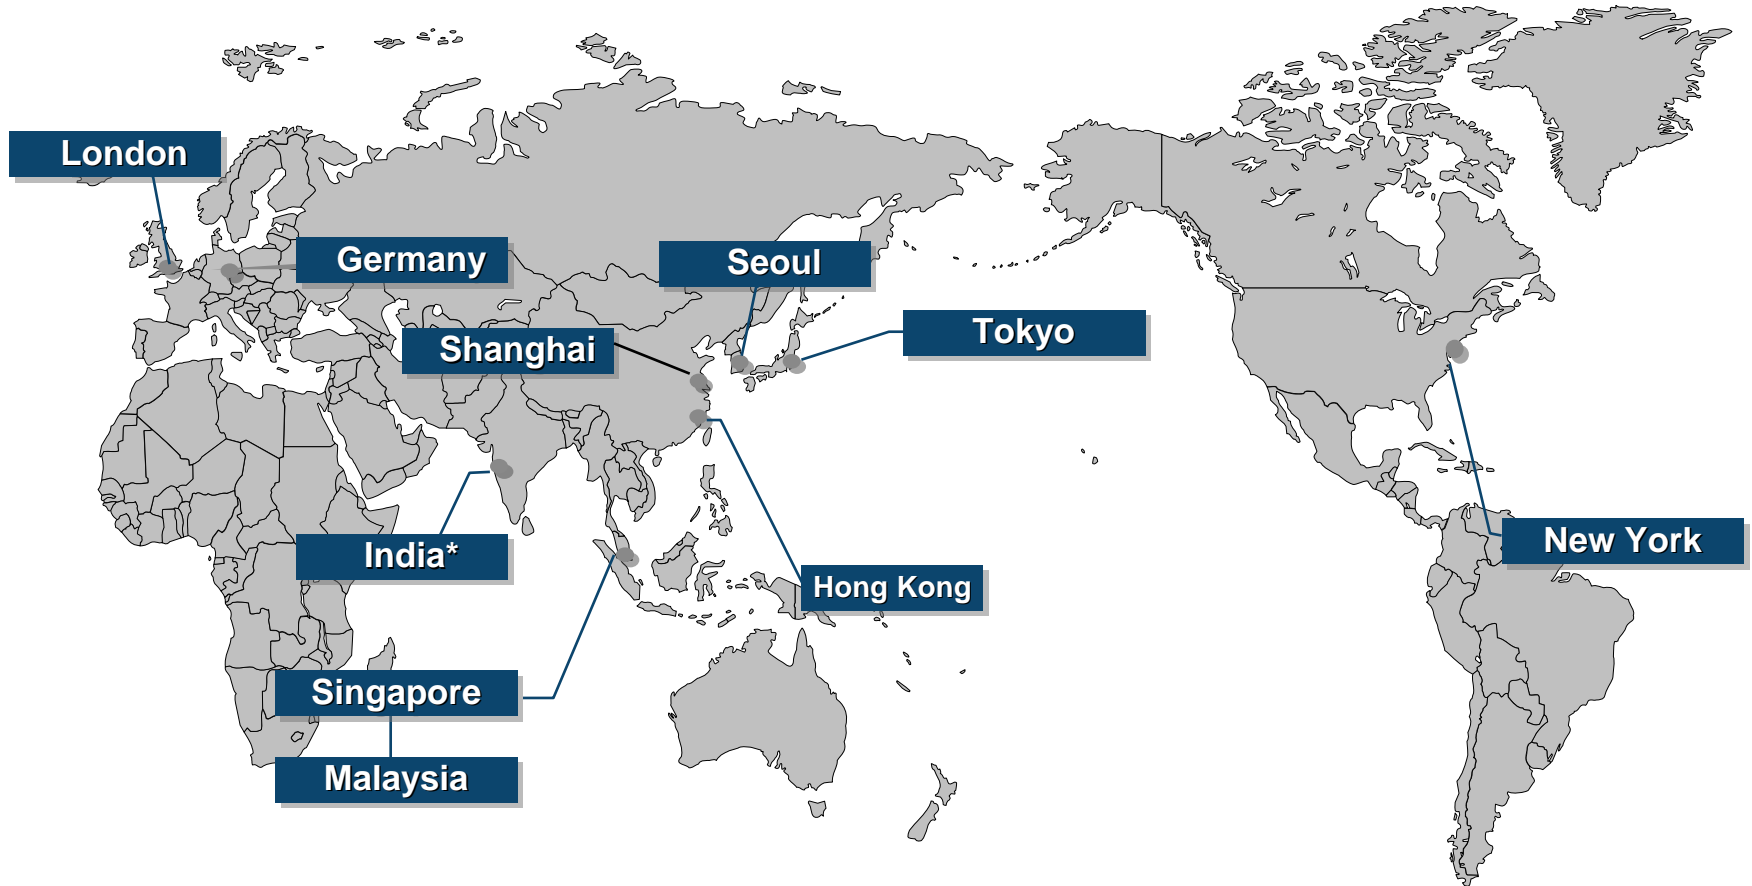 London
Germany
Seoul
Tokyo
Shanghai
India*
Hong Kong
New York
Singapore
Malaysia